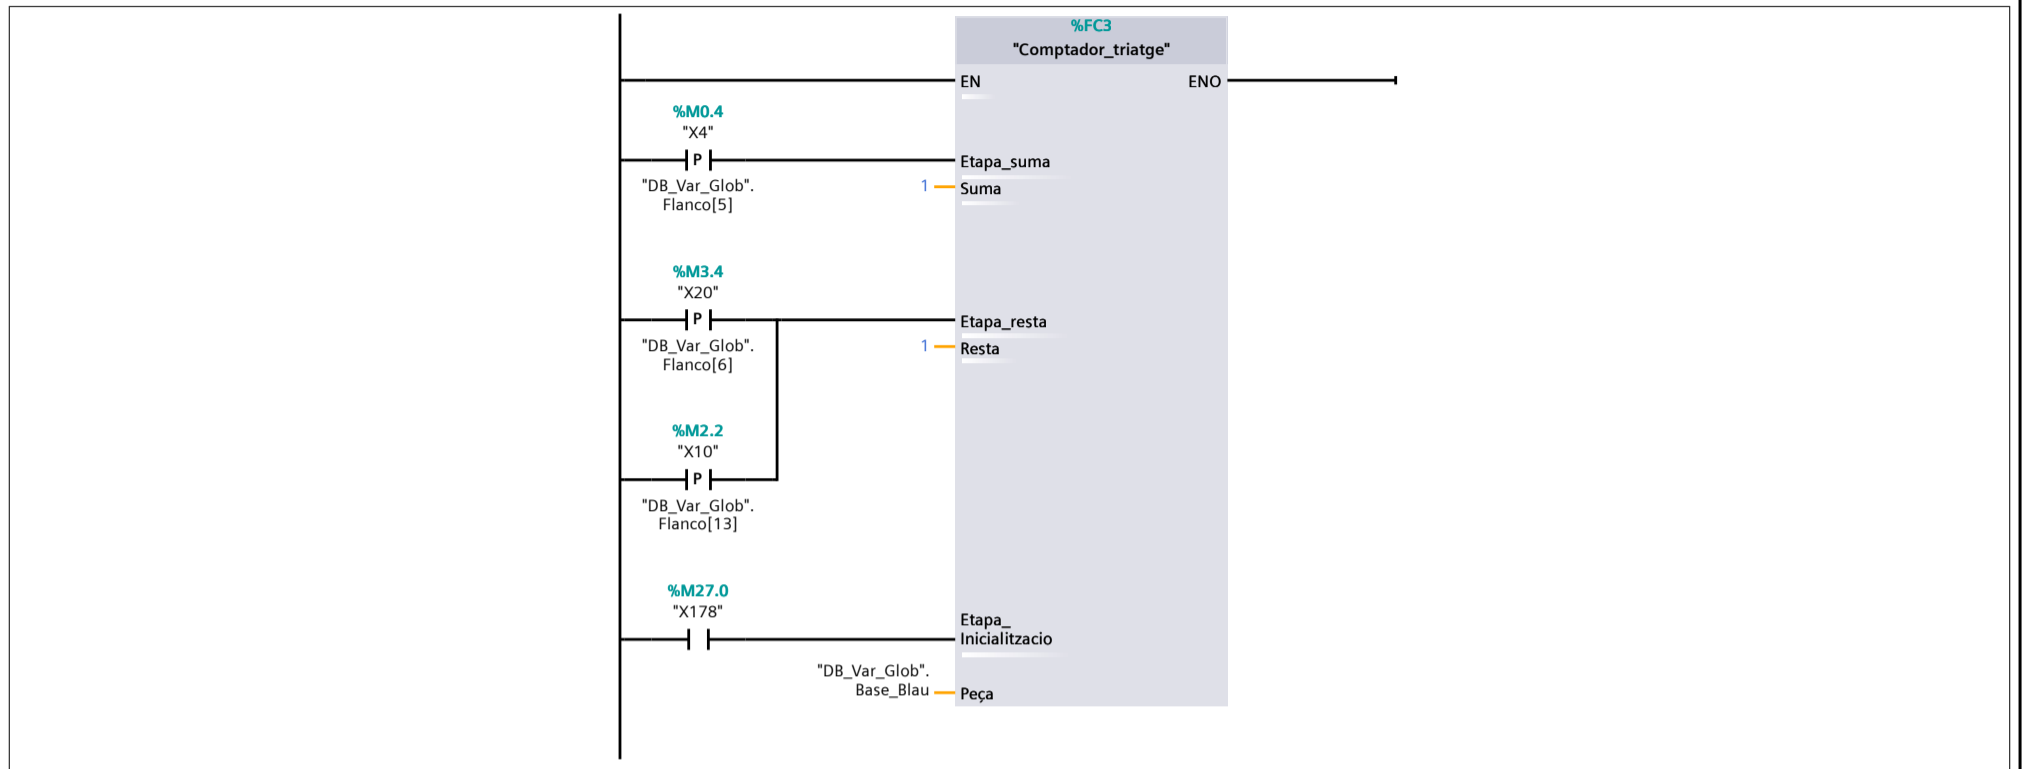 %FC3
"Comptador_triatge"
EN ENO
%M0.4
"X4"
P
Etapa_suma
"DB_Var_Glob".
Flanco[5]
1 Suma
%M3.4
"X20"
P
Etapa_resta
"DB_Var_Glob".
Flanco[6]
1 Resta
%M2.2
"X10"
P
"DB_Var_Glob".
Flanco[13]
%M27.0
"X178"
Etapa_
Inicialitzacio
"DB_Var_Glob".
Base_Blau Peça